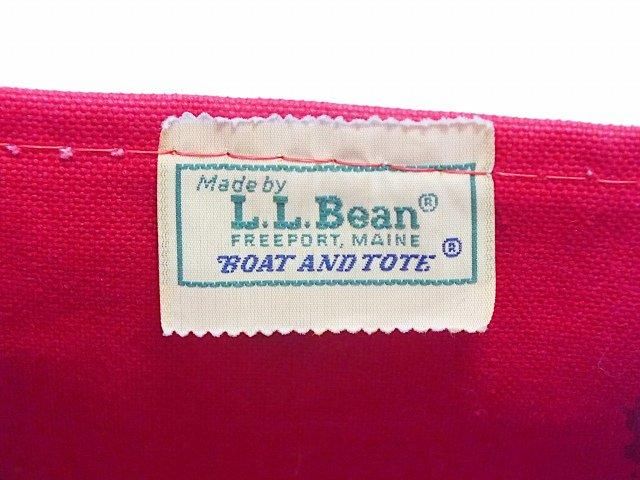 Made by
L.L.Bean®
FREEPORT, MAINE
BOAT AND TOTE®